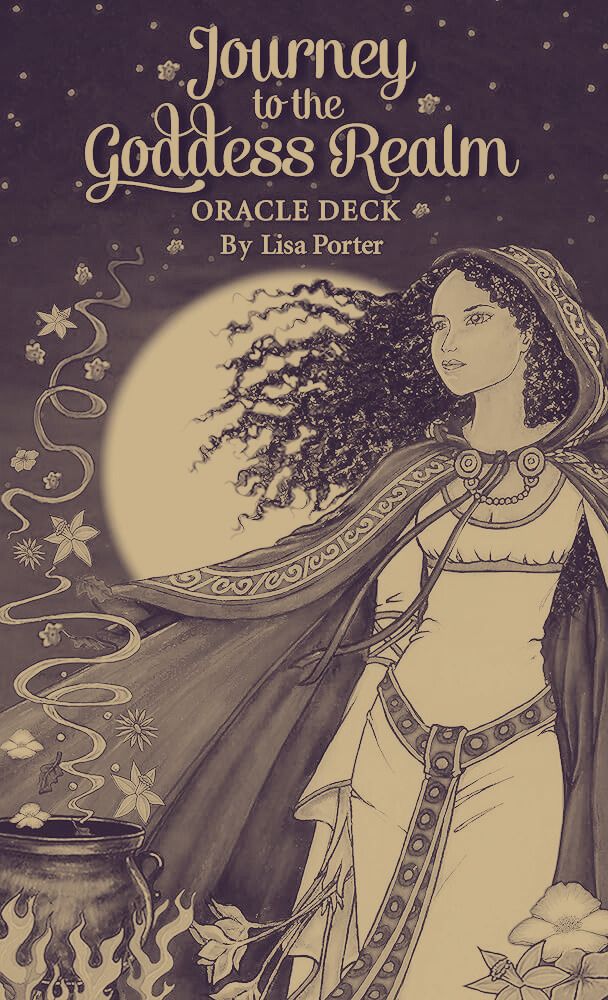 Journey
to the
Goddess Realm
ORACLE DECK
By Lisa Porter